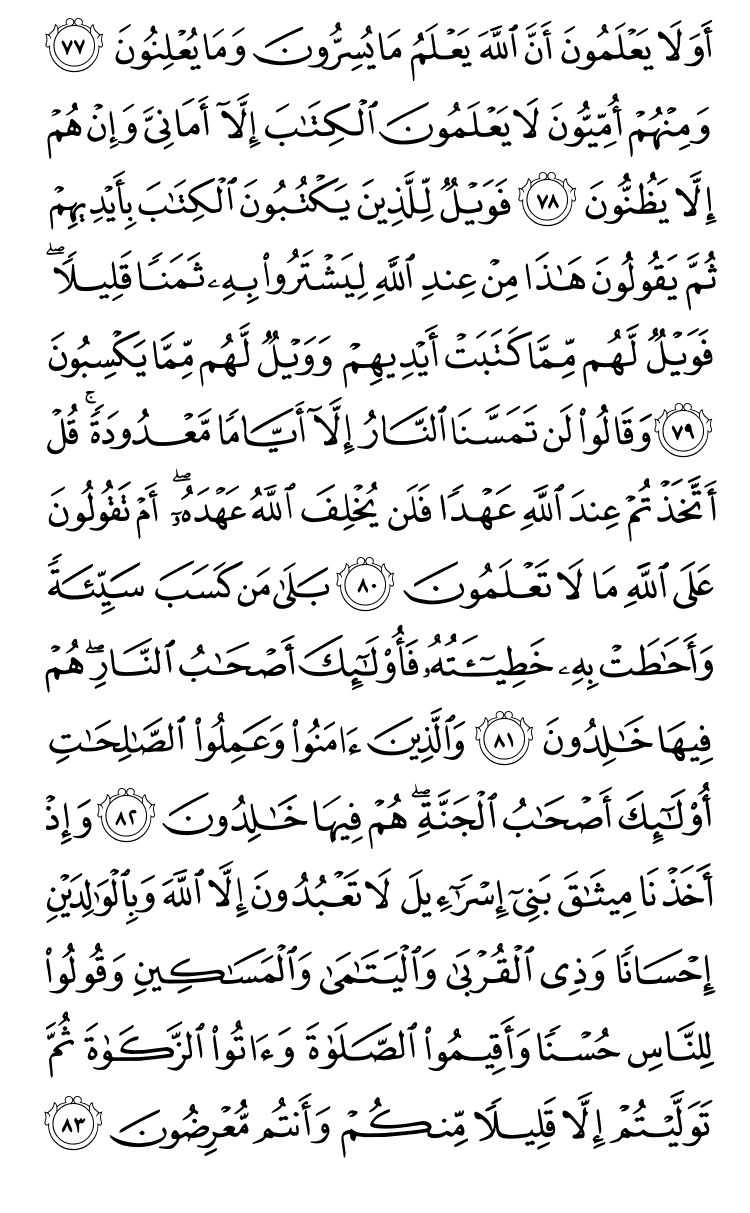 أَوَلَا يَعۡلَمُونَ أَنَّ ٱللَّهَ يَعۡلَمُ مَا يُسِرُّونَ وَمَا يُعۡلِنُونَ ٧٧
وَمِنۡهُمۡ أُمِّيُّونَ لَا يَعۡلَمُونَ ٱلۡكِتَٰبَ إِلَّآ أَمَانِيَّ وَإِنۡ هُمۡ
إِلَّا يَظُنُّونَ ٧٨ فَوَيۡلٞ لِّلَّذِينَ يَكۡتُبُونَ ٱلۡكِتَٰبَ بِأَيۡدِيهِمۡ
ثُمَّ يَقُولُونَ هَٰذَا مِنۡ عِندِ ٱللَّهِ لِيَشۡتَرُواْ بِهِۦ ثَمَنٗا قَلِيلٗاۖ
فَوَيۡلٞ لَّهُم مِّمَّا كَتَبَتۡ أَيۡدِيهِمۡ وَوَيۡلٞ لَّهُم مِّمَّا يَكۡسِبُونَ
٧٩ وَقَالُواْ لَن تَمَسَّنَا ٱلنَّارُ إِلَّآ أَيَّامٗا مَّعۡدُودَةٗۚ قُلۡ
أَتَّخَذۡتُمۡ عِندَ ٱللَّهِ عَهۡدٗا فَلَن يُخۡلِفَ ٱللَّهُ عَهۡدَهُۥٓۖ أَمۡ تَقُولُونَ
عَلَى ٱللَّهِ مَا لَا تَعۡلَمُونَ ٨٠ بَلَىٰ مَن كَسَبَ سَيِّئَةٗ
وَأَحَٰطَتۡ بِهِۦ خَطِيٓـَٔتُهُۥ فَأُوْلَٰٓئِكَ أَصۡحَٰبُ ٱلنَّارِۖ هُمۡ
فِيهَا خَٰلِدُونَ ٨١ وَٱلَّذِينَ ءَامَنُواْ وَعَمِلُواْ ٱلصَّٰلِحَٰتِ
أُوْلَٰٓئِكَ أَصۡحَٰبُ ٱلۡجَنَّةِۖ هُمۡ فِيهَا خَٰلِدُونَ ٨٢ وَإِذۡ
أَخَذۡنَا مِيثَٰقَ بَنِيٓ إِسۡرَٰٓءِيلَ لَا تَعۡبُدُونَ إِلَّا ٱللَّهَ وَبِٱلۡوَٰلِدَيۡنِ
إِحۡسَانٗا وَذِي ٱلۡقُرۡبَىٰ وَٱلۡيَتَٰمَىٰ وَٱلۡمَسَٰكِينِ وَقُولُواْ
لِلنَّاسِ حُسۡنٗا وَأَقِيمُواْ ٱلصَّلَوٰةَ وَءَاتُواْ ٱلزَّكَوٰةَ ثُمَّ
تَوَلَّيۡتُمۡ إِلَّا قَلِيلٗا مِّنكُمۡ وَأَنتُم مُّعۡرِضُونَ ٨٣